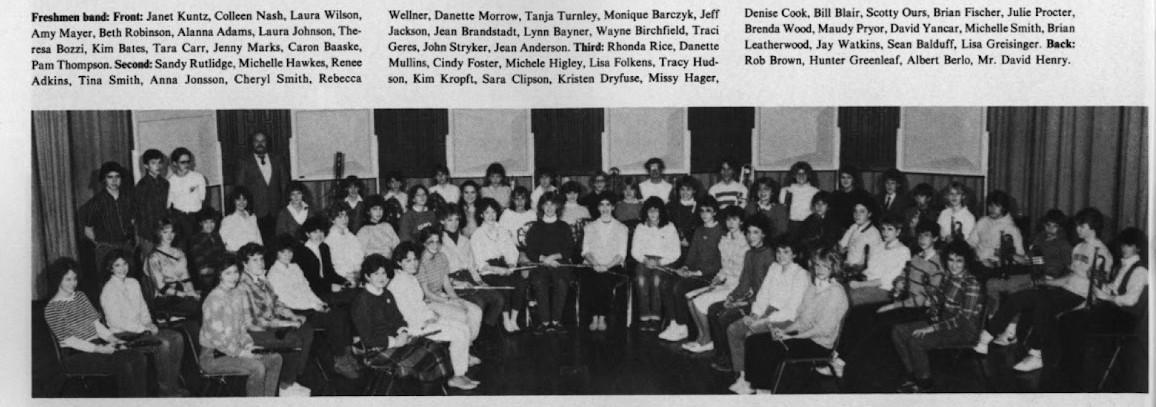 Freshmen band: Front: Janet Kuntz, Colleen Nash, Laura Wilson,
Amy Mayer, Beth Robinson, Alanna Adams, Laura Johnson, The-
resa Bozzi, Kim Bates, Tara Carr, Jenny Marks, Caron Baaske,
Pam Thompson. Second: Sandy Rutlidge, Michelle Hawkes, Renee
Adkins, Tina Smith, Anna Jonsson, Cheryl Smith, Rebecca
Wellner, Danette Morrow, Tanja Turnley, Monique Barczyk, Jeff
Jackson, Jean Brandstadt, Lynn Bayner, Wayne Birchfield, Traci
Geres, John Stryker, Jean Anderson. Third: Rhonda Rice, Danette
Mullins, Cindy Foster, Michele Higley, Lisa Folkens, Tracy Hud-
son, Kim Kropft, Sara Clipson, Kristen Dryfuse, Missy Hager,
Denise Cook, Bill Blair, Scotty Ours, Brian Fischer, Julie Procter,
Brenda Wood, Maudy Pryor, David Yancar, Michelle Smith, Brian
Leatherwood, Jay Watkins, Sean Balduff, Lisa Greisinger. Back:
Rob Brown, Hunter Greenleaf, Albert Berlo, Mr. David Henry.